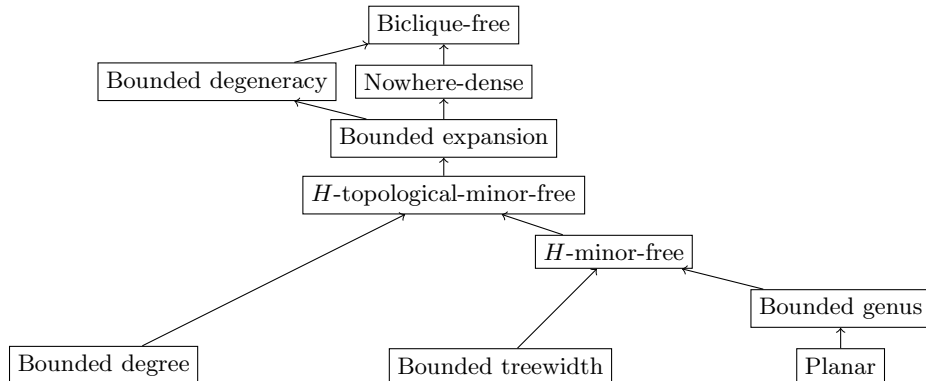 Biclique-free
Bounded degeneracy
Nowhere-dense
Bounded expansion
H-topological-minor-free
H-minor-free
Bounded genus
Bounded degree
Bounded treewidth
Planar